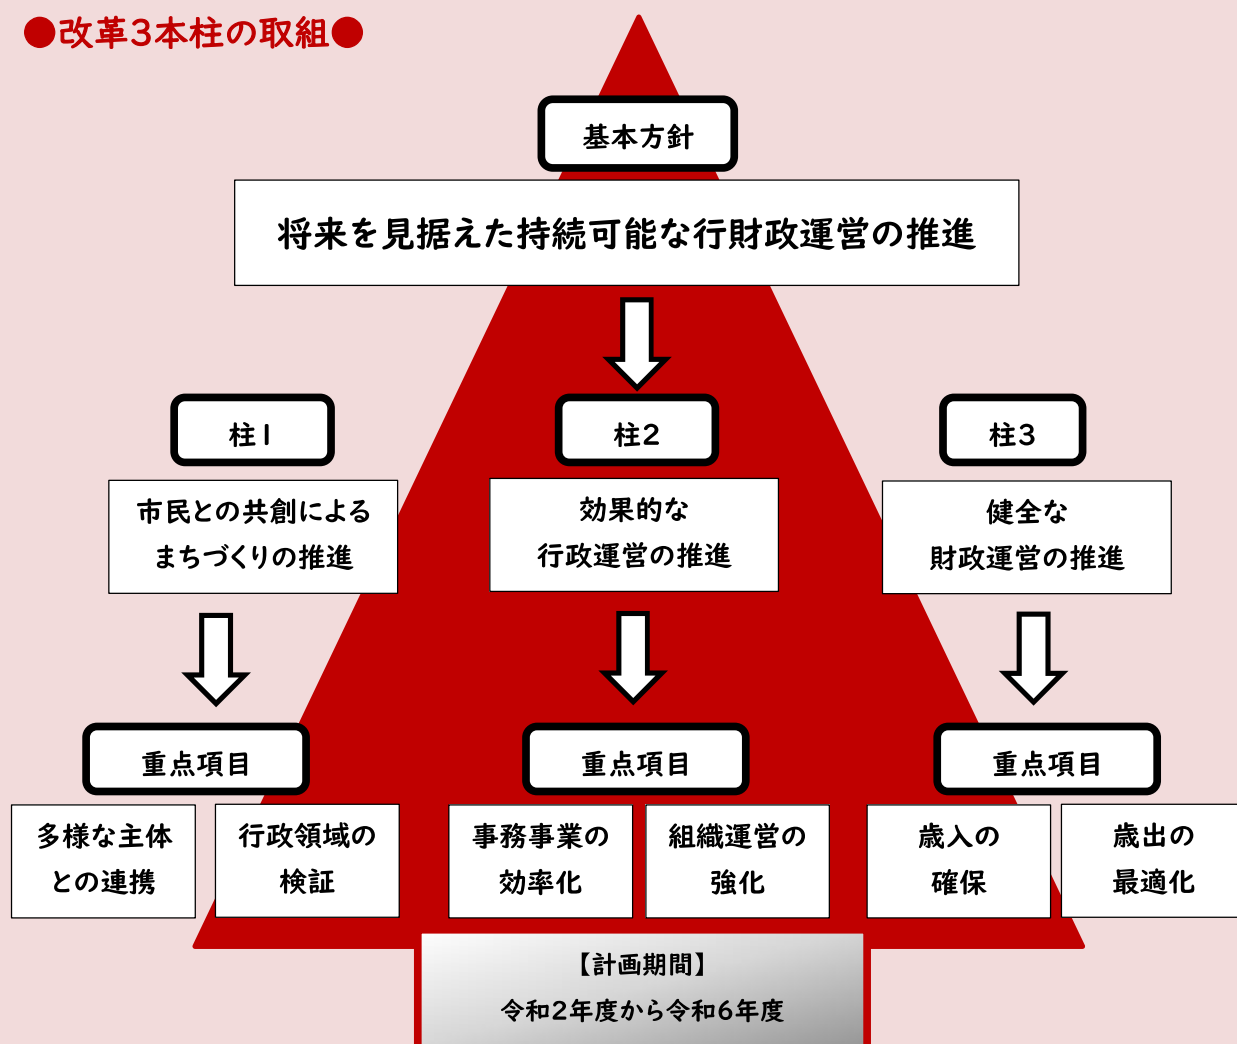 ●改革3本柱の取組●
基本方針
将来を見据えた持続可能な行財政運営の推進
柱1
市民との共創による
まちづくりの推進
柱2
効果的な
行政運営の推進
柱3
健全な
財政運営の推進
重点項目
多様な主体
との連携
行政領域の
検証
重点項目
事務事業の
効率化
組織運営の
強化
重点項目
歳入の
確保
歳出の
最適化
【計画期間】
令和2年度から令和6年度